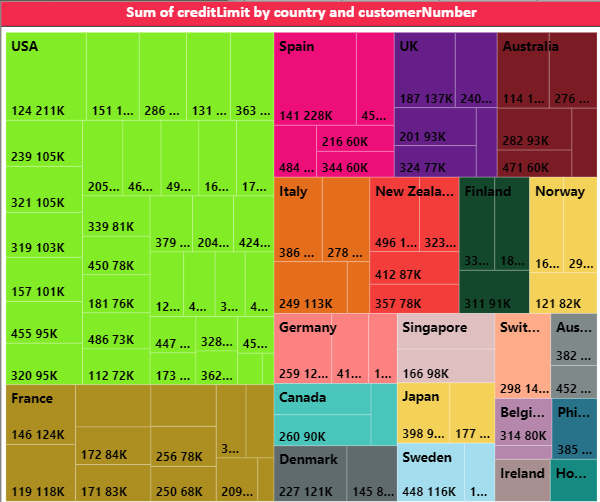 Sum of creditLimit by country and customerNumber
USA
124 211K
151 1...
286 ...
131 ...
363 ...
239 105K
321 105K
319 103K
157 101K
455 95K
320 95K
205...
46...
49...
16...
17...
339 81K
450 78K
181 76K
486 73K
112 72K
379 ...
204...
424...
12...
4...
3...
4...
447 ...
328...
45...
173 ...
362...
France
146 124K
119 118K
172 84K
171 83K
256 78K
250 68K
3...
209...
Spain
141 228K
45...
484 ...
216 60K
344 60K
UK
187 137K
240...
201 93K
324 77K
Australia
114 1...
276 ...
282 93K
471 60K
Italy
386 ...
278 ...
249 113K
New Zeala...
496 1...
323...
412 87K
357 78K
Finland
33...
18...
311 91K
Norway
16...
29...
121 82K
Germany
259 12...
41...
1...
Singapore
166 98K
Swit...
298 14...
Aus...
382 ...
452 ...
Canada
260 90K
Japan
398 9...
177 ...
Belgi...
314 80K
Phi...
385 ...
Denmark
227 121K
145 8...
Sweden
448 116K
1...
Ireland
Ho...